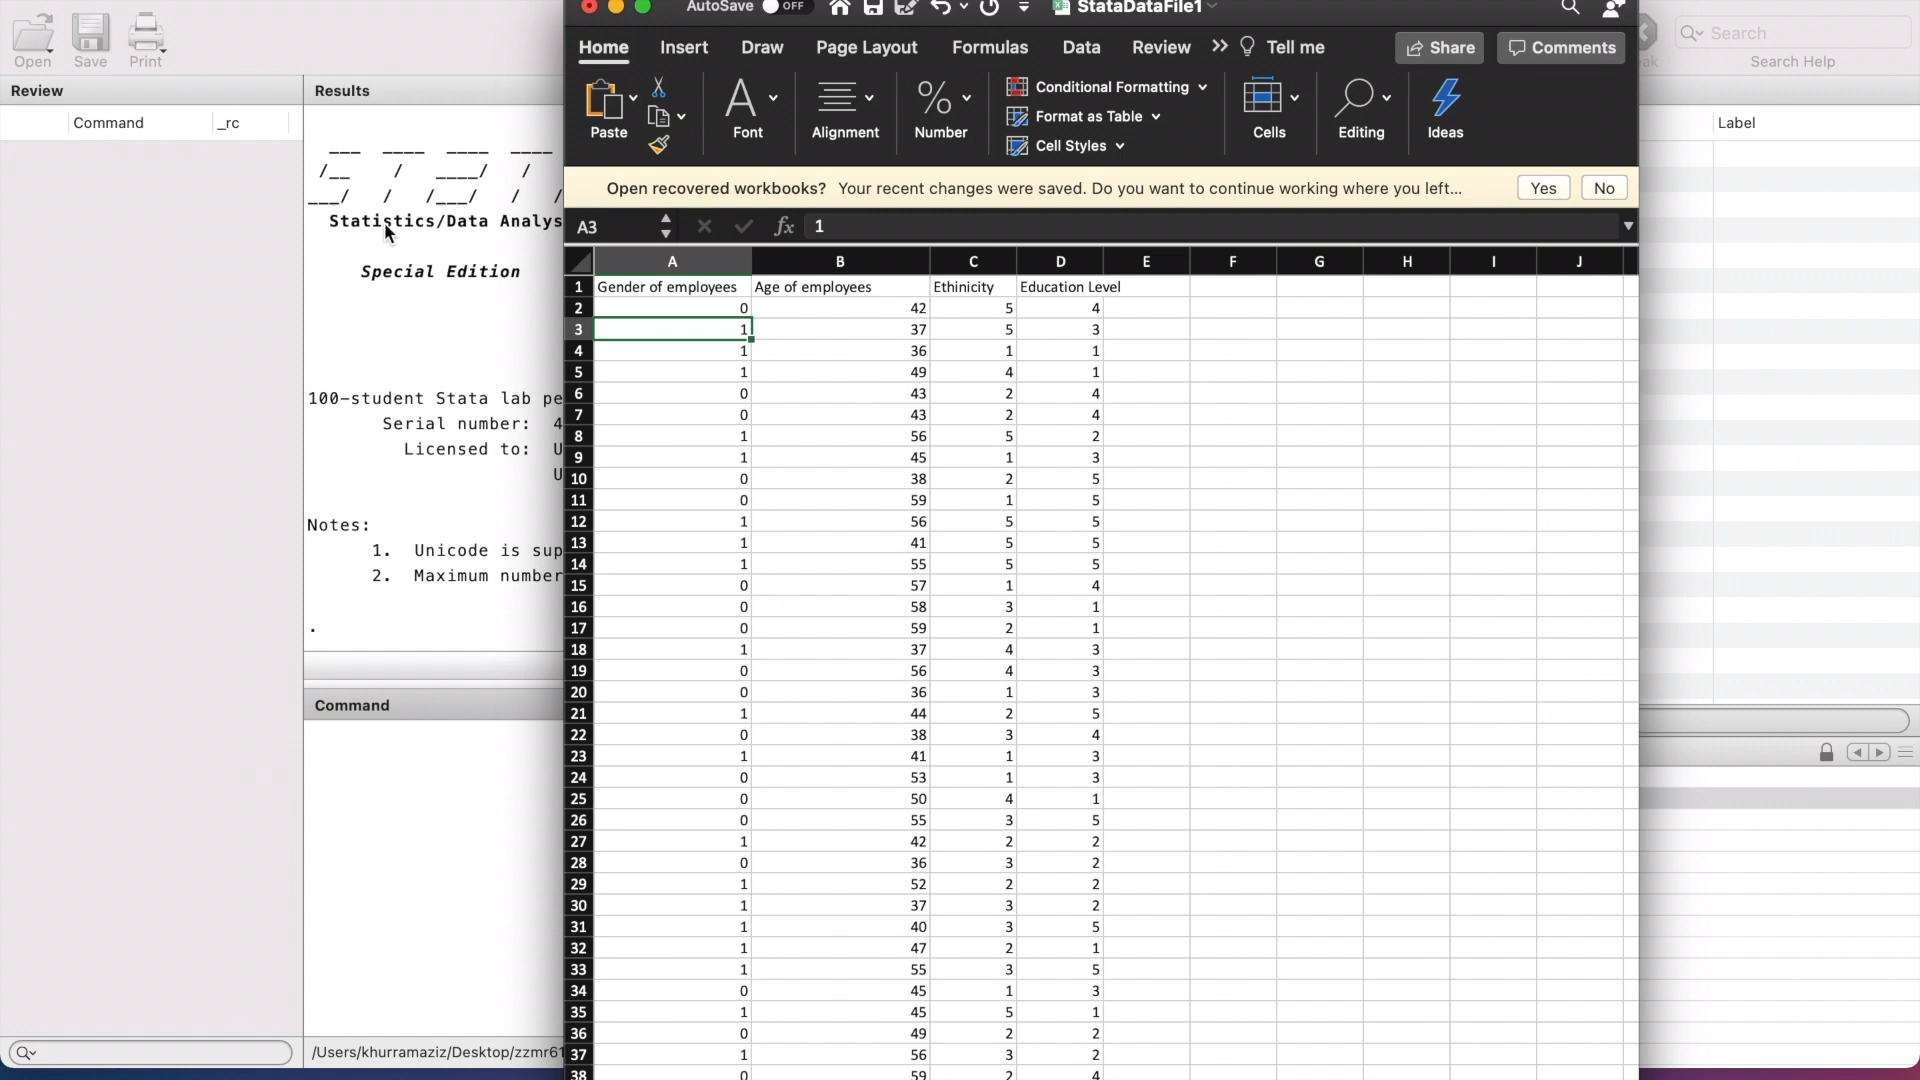 AutoSave OFF StataDataFile1
Open Save Print
Search
Search Help
Home Insert Draw Page Layout Formulas Data Review Tell me Share Comments
Paste Font Alignment Number
Conditional Formatting
Format as Table
Cell Styles
Cells Editing Ideas
Open recovered workbooks? Your recent changes were saved. Do you want to continue working where you left... Yes No
A3 fx 1
Review Results
Command _rc
Label
Statistics/Data Analys
Special Edition
100-student Stata lab pe
Serial number: 4
Licensed to: U
U
Notes:
1. Unicode is sup
2. Maximum number
.
Command
/Users/khurramaziz/Desktop/zzmr61
A B C D E F G H I J
1 Gender of employees Age of employees Ethinicity Education Level
2 0 42 5 4
3 1 37 5 3
4 1 36 1 1
5 1 49 4 1
6 0 43 2 4
7 0 43 2 4
8 1 56 5 2
9 1 45 1 3
10 0 38 2 5
11 0 59 1 5
12 1 56 5 5
13 1 41 5 5
14 1 55 5 5
15 0 57 1 4
16 0 58 3 1
17 0 59 2 1
18 1 37 4 3
19 0 56 4 3
20 0 36 1 3
21 1 44 2 5
22 0 38 3 4
23 1 41 1 3
24 0 53 1 3
25 0 50 4 1
26 0 55 3 5
27 1 42 2 2
28 0 36 3 2
29 1 52 2 2
30 1 37 3 2
31 1 40 3 5
32 1 47 2 1
33 1 55 3 5
34 0 45 1 3
35 1 45 5 1
36 0 49 2 2
37 1 56 3 2
38 0 59 2 4